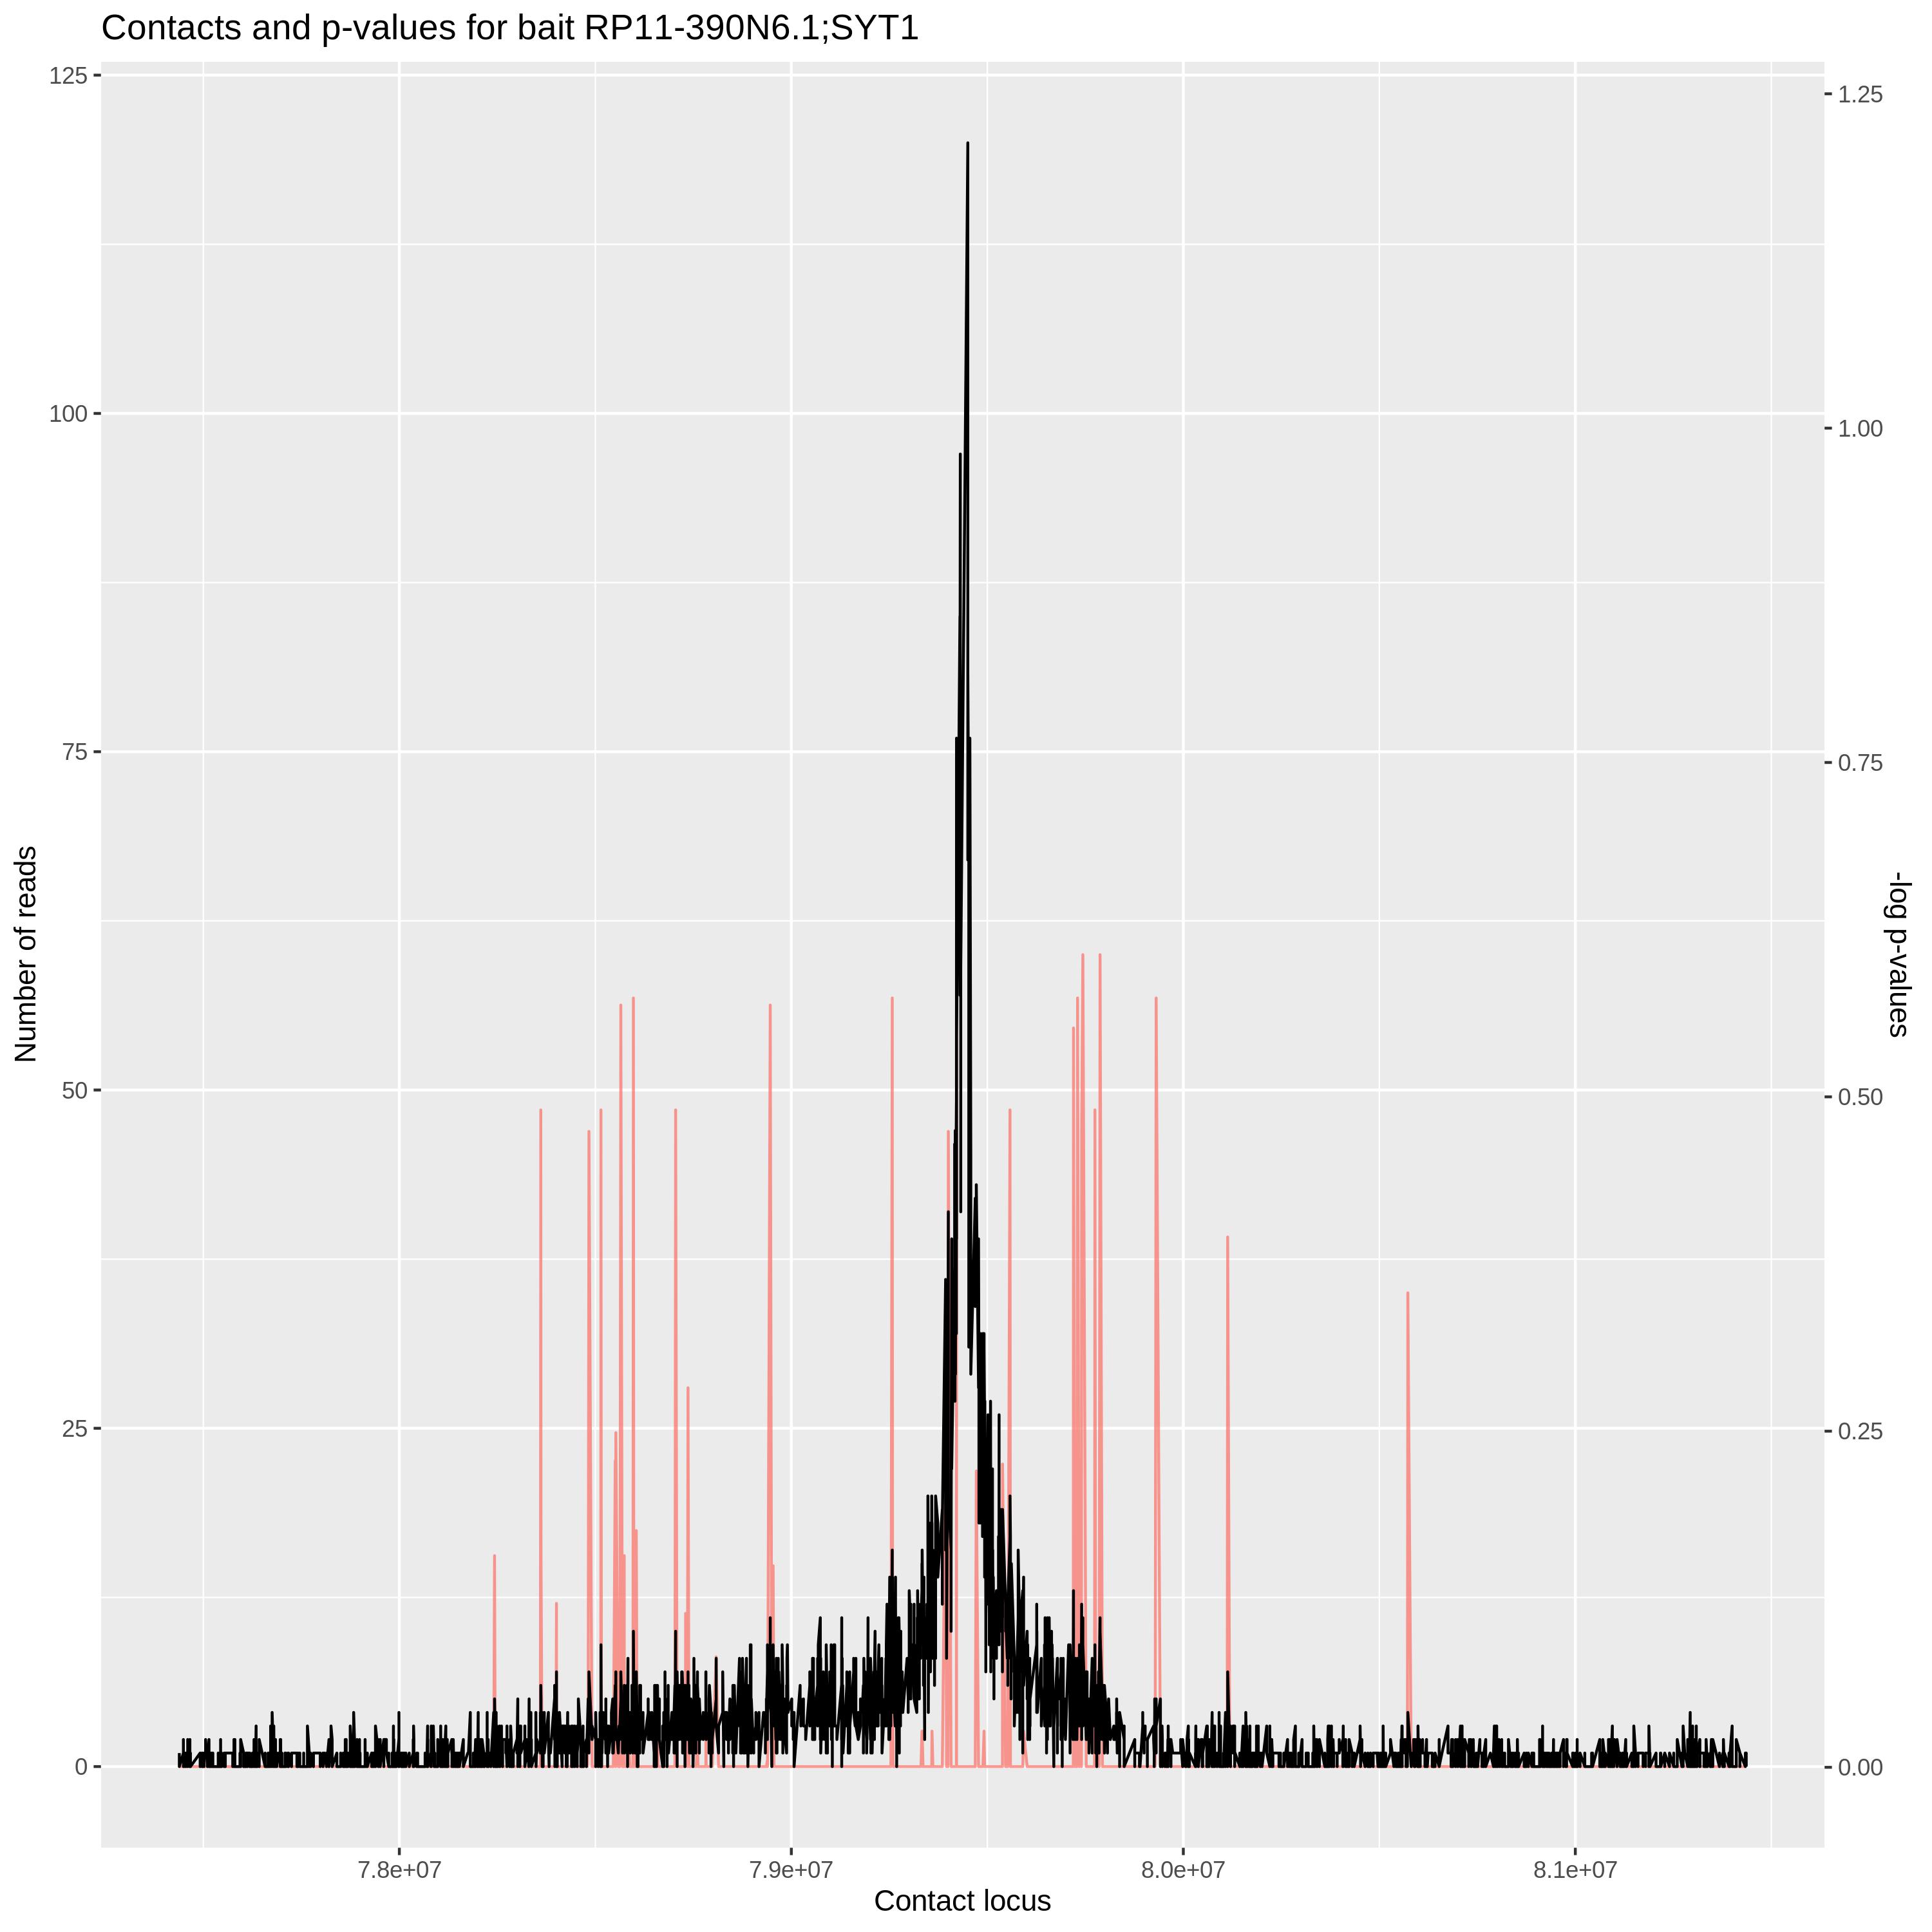 Contacts and p-values for bait RP11-390N6.1;SYT1
125
100
75
50
25
0
Number of reads
1.25
1.00
0.75
0.50
0.25
0.00
-log p-values
7.8e+07
7.9e+07
8.0e+07
8.1e+07
Contact locus